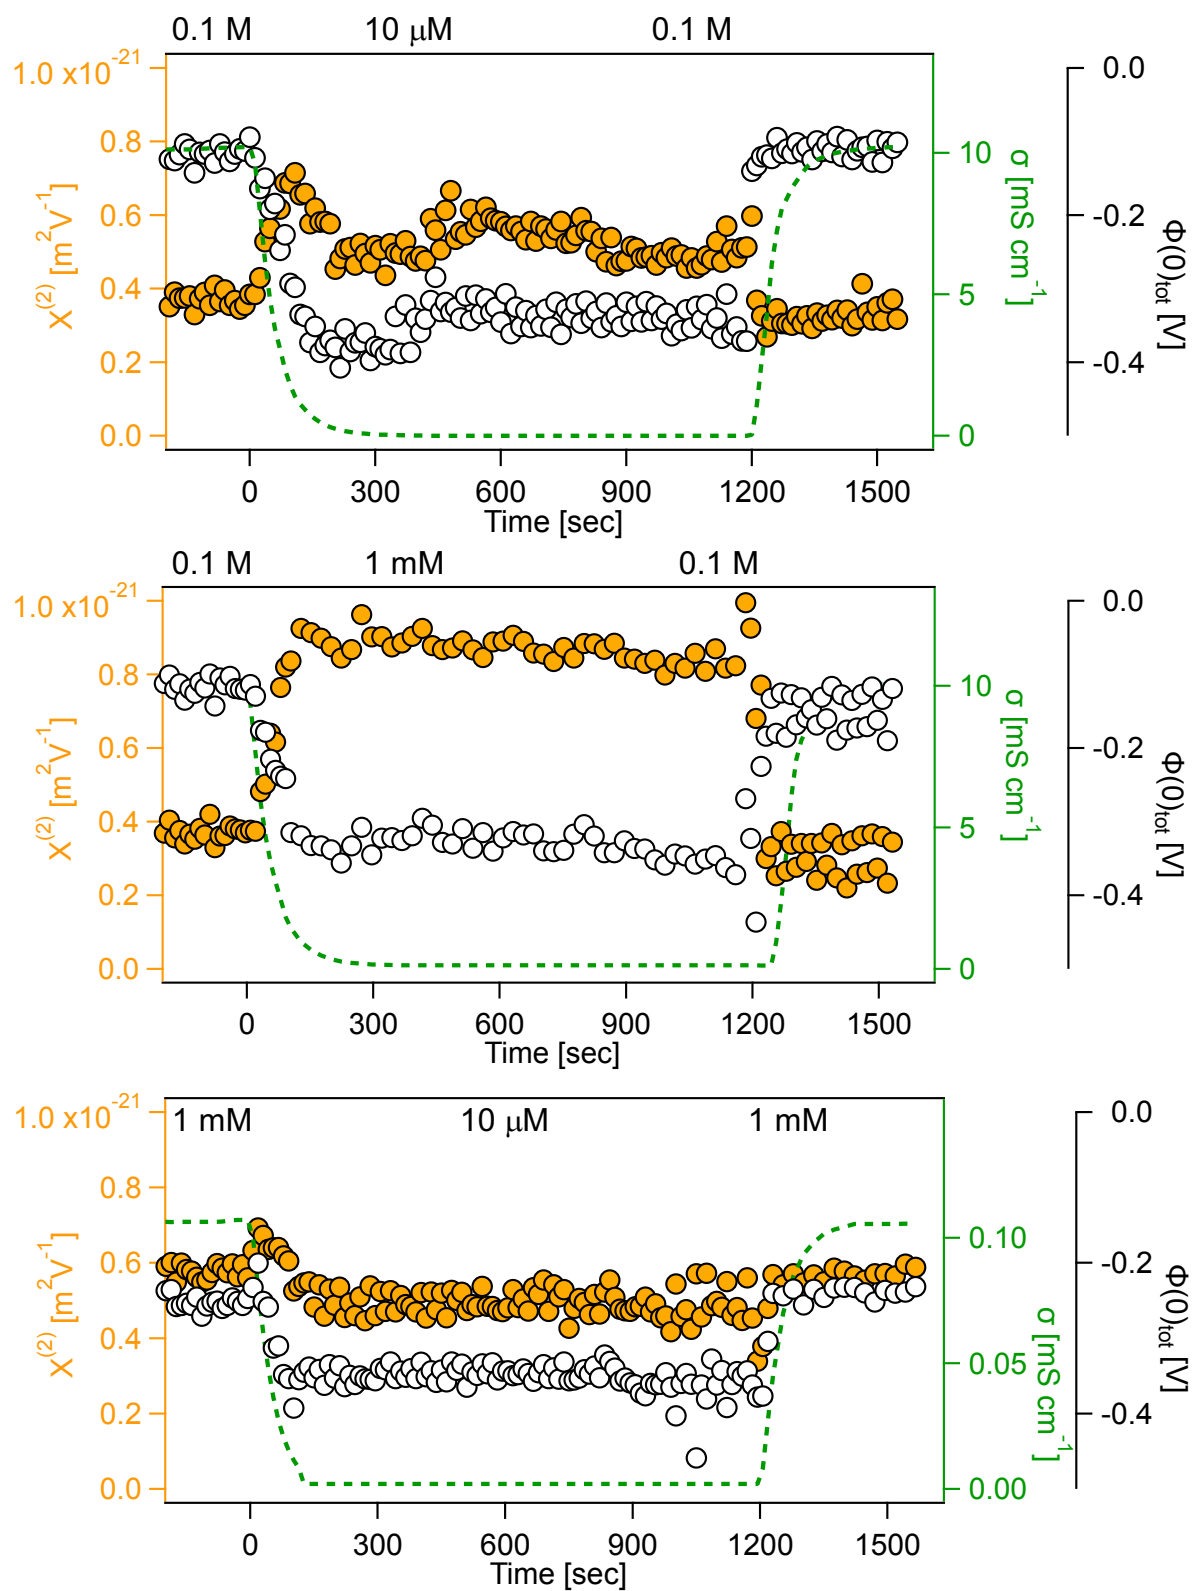 0.1 M 10 μM 0.1 M
1.0 x10⁻²¹
0.8
0.6
0.4
0.2
0.0
X⁽²⁾ [m²V⁻¹]
10
5
0
σ [mS cm⁻¹]
0.0
-0.2
-0.4
Φ(0)tot [V]
0 300 600 900 1200 1500
Time [sec]
0.1 M 1 mM 0.1 M
1.0 x10⁻²¹
0.8
0.6
0.4
0.2
0.0
X⁽²⁾ [m²V⁻¹]
10
5
0
σ [mS cm⁻¹]
0.0
-0.2
-0.4
Φ(0)tot [V]
0 300 600 900 1200 1500
Time [sec]
1 mM 10 μM 1 mM
1.0 x10⁻²¹
0.8
0.6
0.4
0.2
0.0
X⁽²⁾ [m²V⁻¹]
0.10
0.05
0.00
σ [mS cm⁻¹]
0.0
-0.2
-0.4
Φ(0)tot [V]
0 300 600 900 1200 1500
Time [sec]